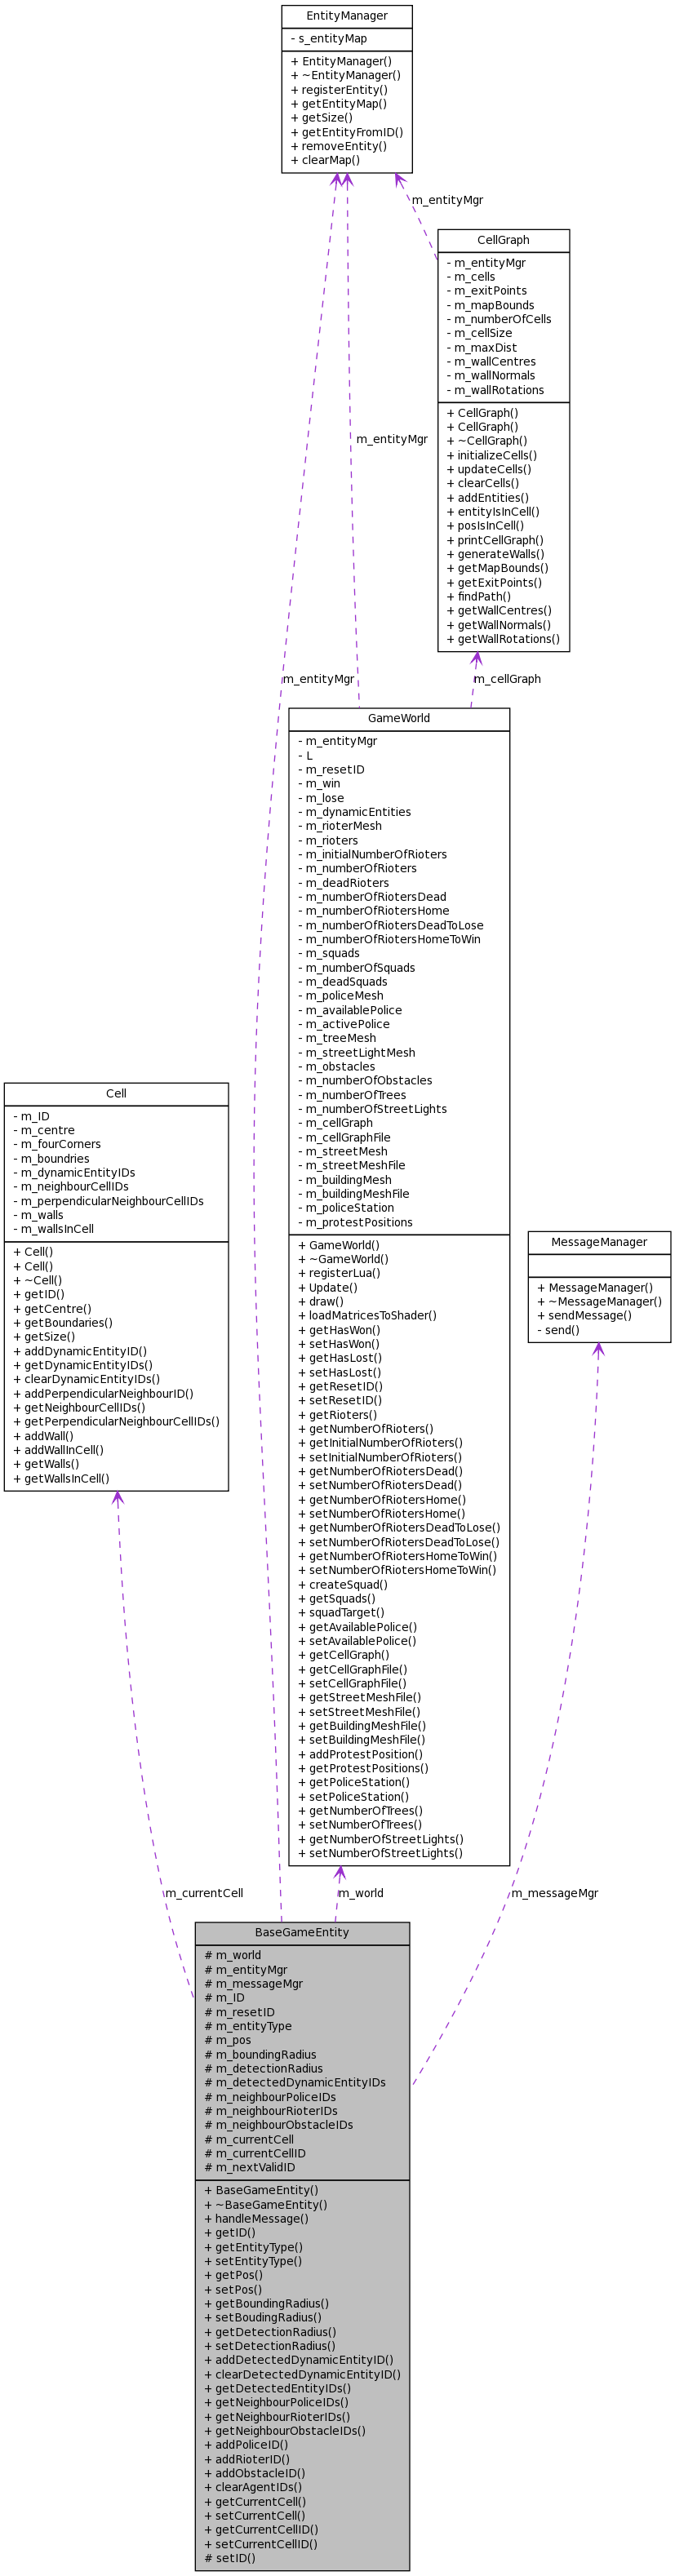 EntityManager
- s_entityMap
+ EntityManager()
+ ~EntityManager()
+ registerEntity()
+ getEntityMap()
+ getSize()
+ getEntityFromID()
+ removeEntity()
+ clearMap()
m_entityMgr
CellGraph
- m_entityMgr
- m_cells
- m_exitPoints
- m_mapBounds
- m_numberOfCells
- m_cellSize
- m_maxDist
- m_wallCentres
- m_wallNormals
- m_wallRotations
+ CellGraph()
+ CellGraph()
+ ~CellGraph()
+ initializeCells()
+ updateCells()
+ clearCells()
+ addEntities()
+ entityIsInCell()
+ posIsInCell()
+ printCellGraph()
+ generateWalls()
+ getMapBounds()
+ getExitPoints()
+ findPath()
+ getWallCentres()
+ getWallNormals()
+ getWallRotations()
m_entityMgr
m_entityMgr
m_cellGraph
GameWorld
- m_entityMgr
- L
- m_resetID
- m_win
- m_lose
- m_dynamicEntities
- m_rioterMesh
- m_rioters
- m_initialNumberOfRioters
- m_numberOfRioters
- m_deadRioters
- m_numberOfRiotersDead
- m_numberOfRiotersHome
- m_numberOfRiotersDeadToLose
- m_numberOfRiotersHomeToWin
- m_squads
- m_numberOfSquads
- m_deadSquads
- m_policeMesh
- m_availablePolice
- m_activePolice
- m_treeMesh
- m_streetLightMesh
- m_obstacles
- m_numberOfObstacles
- m_numberOfTrees
- m_numberOfStreetLights
- m_cellGraph
- m_cellGraphFile
- m_streetMesh
- m_streetMeshFile
- m_buildingMesh
- m_buildingMeshFile
- m_policeStation
- m_protestPositions
+ GameWorld()
+ ~GameWorld()
+ registerLua()
+ Update()
+ draw()
+ loadMatricesToShader()
+ getHasWon()
+ setHasWon()
+ getHasLost()
+ setHasLost()
+ getResetID()
+ setResetID()
+ getRioters()
+ getNumberOfRioters()
+ getInitialNumberOfRioters()
+ setInitialNumberOfRioters()
+ getNumberOfRiotersDead()
+ setNumberOfRiotersDead()
+ getNumberOfRiotersHome()
+ setNumberOfRiotersHome()
+ getNumberOfRiotersDeadToLose()
+ setNumberOfRiotersDeadToLose()
+ getNumberOfRiotersHomeToWin()
+ setNumberOfRiotersHomeToWin()
+ createSquad()
+ getSquads()
+ squadTarget()
+ getAvailablePolice()
+ setAvailablePolice()
+ getCellGraph()
+ getCellGraphFile()
+ setCellGraphFile()
+ getStreetMeshFile()
+ setStreetMeshFile()
+ getBuildingMeshFile()
+ setBuildingMeshFile()
+ addProtestPosition()
+ getProtestPositions()
+ getPoliceStation()
+ setPoliceStation()
+ getNumberOfTrees()
+ setNumberOfTrees()
+ getNumberOfStreetLights()
+ setNumberOfStreetLights()
Cell
- m_ID
- m_centre
- m_fourCorners
- m_boundries
- m_dynamicEntityIDs
- m_neighbourCellIDs
- m_perpendicularNeighbourCellIDs
- m_walls
- m_wallsInCell
+ Cell()
+ Cell()
+ ~Cell()
+ getID()
+ getCentre()
+ getBoundaries()
+ getSize()
+ addDynamicEntityID()
+ getDynamicEntityIDs()
+ clearDynamicEntityIDs()
+ addPerpendicularNeighbourID()
+ getNeighbourCellIDs()
+ getPerpendicularNeighbourCellIDs()
+ addWall()
+ addWallInCell()
+ getWalls()
+ getWallsInCell()
MessageManager
+ MessageManager()
+ ~MessageManager()
+ sendMessage()
- send()
m_currentCell
m_world
m_messageMgr
BaseGameEntity
# m_world
# m_entityMgr
# m_messageMgr
# m_ID
# m_resetID
# m_entityType
# m_pos
# m_boundingRadius
# m_detectionRadius
# m_detectedDynamicEntityIDs
# m_neighbourPoliceIDs
# m_neighbourRioterIDs
# m_neighbourObstacleIDs
# m_currentCell
# m_currentCellID
# m_nextValidID
+ BaseGameEntity()
+ ~BaseGameEntity()
+ handleMessage()
+ getID()
+ getEntityType()
+ setEntityType()
+ getPos()
+ setPos()
+ getBoundingRadius()
+ setBoudingRadius()
+ getDetectionRadius()
+ setDetectionRadius()
+ addDetectedDynamicEntityID()
+ clearDetectedDynamicEntityID()
+ getDetectedEntityIDs()
+ getNeighbourPoliceIDs()
+ getNeighbourRioterIDs()
+ getNeighbourObstacleIDs()
+ addPoliceID()
+ addRioterID()
+ addObstacleID()
+ clearAgentIDs()
+ getCurrentCell()
+ setCurrentCell()
+ getCurrentCellID()
+ setCurrentCellID()
# setID()